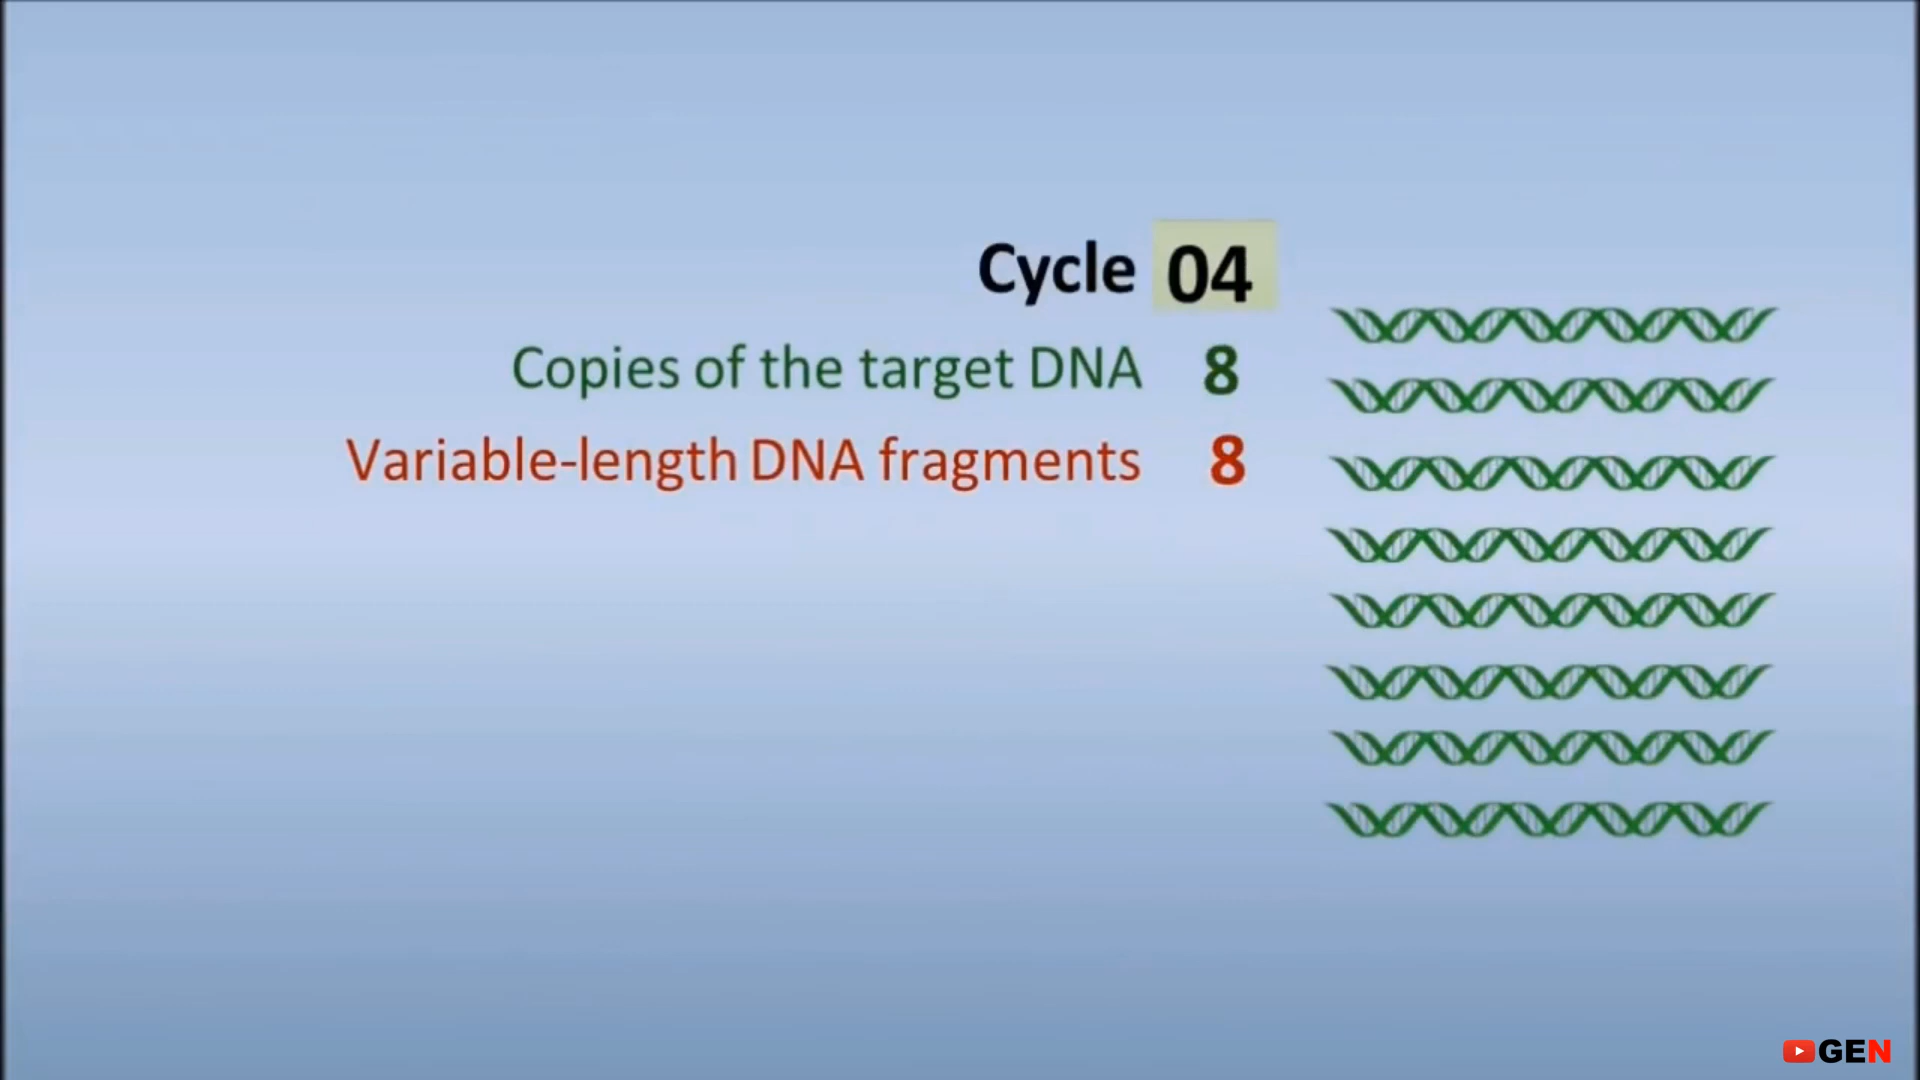 Cycle 04
Copies of the target DNA 8
Variable-length DNA fragments 8
GEN